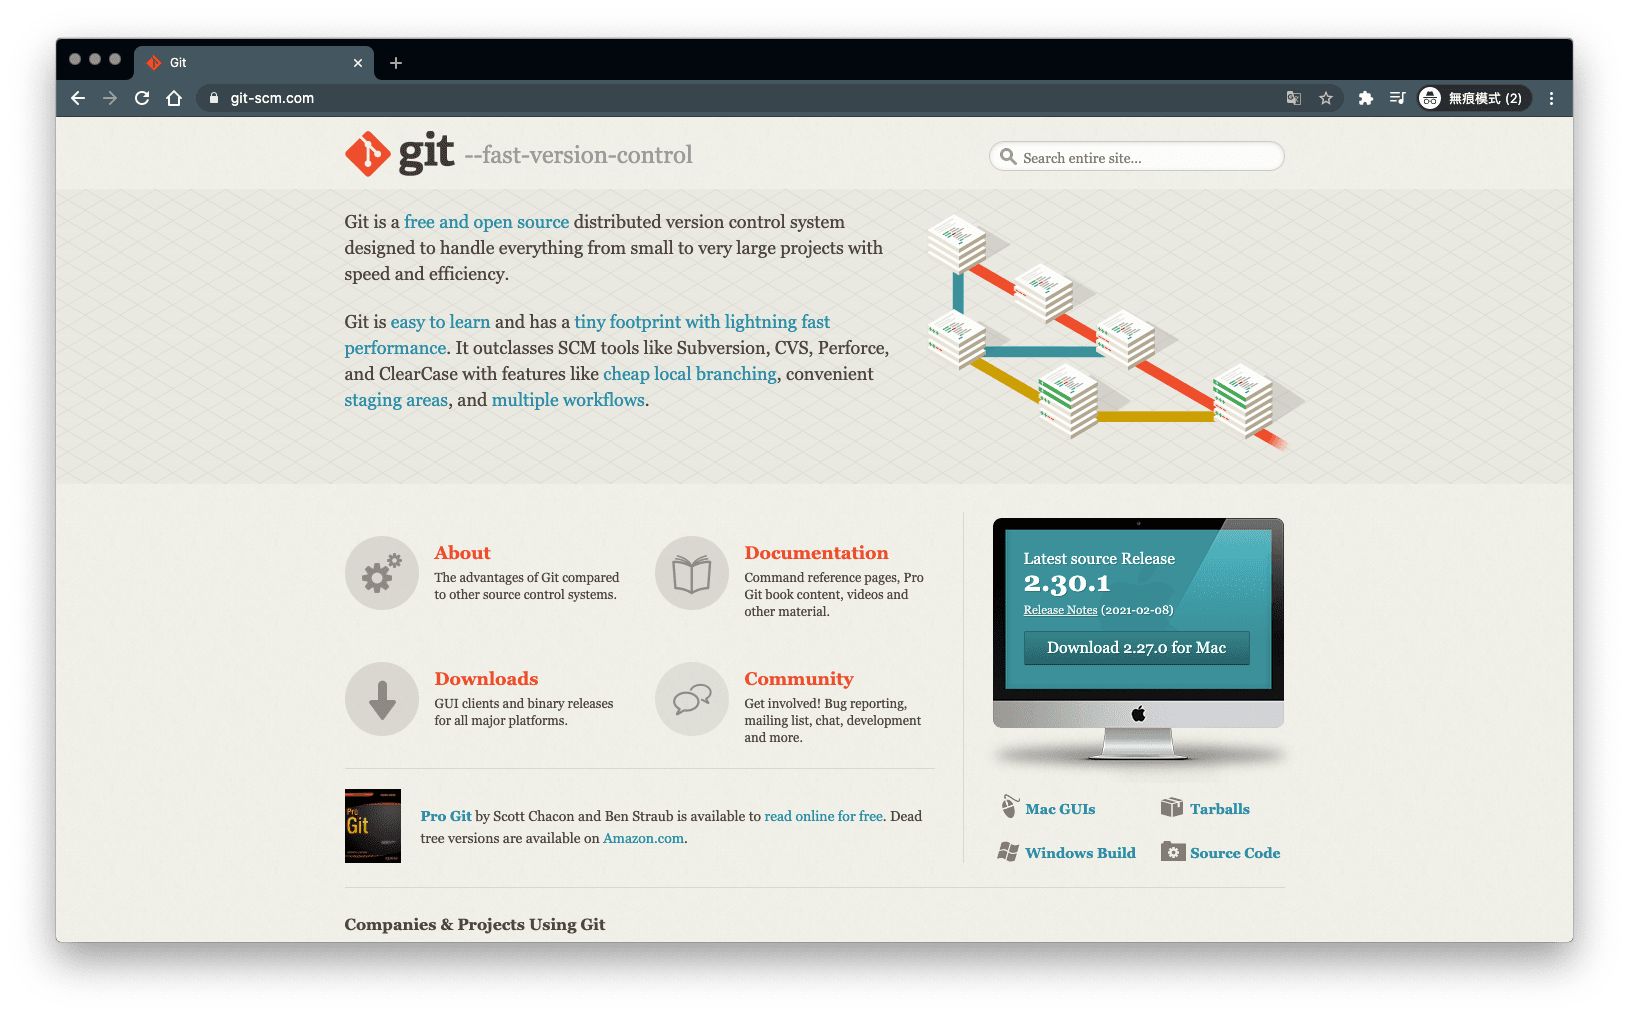 Git
git-scm.com
無痕模式 (2)
git --fast-version-control
Search entire site...
Git is a free and open source distributed version control system
designed to handle everything from small to very large projects with
speed and efficiency.
Git is easy to learn and has a tiny footprint with lightning fast
performance. It outclasses SCM tools like Subversion, CVS, Perforce,
and ClearCase with features like cheap local branching, convenient
staging areas, and multiple workflows.
About
The advantages of Git compared
to other source control systems.
Documentation
Command reference pages, Pro
Git book content, videos and
other material.
Downloads
GUI clients and binary releases
for all major platforms.
Community
Get involved! Bug reporting,
mailing list, chat, development
and more.
Pro
Git
Pro Git by Scott Chacon and Ben Straub is available to read online for free. Dead
tree versions are available on Amazon.com.
Latest source Release
2.30.1
Release Notes (2021-02-08)
Download 2.27.0 for Mac
Mac GUIs
Tarballs
Windows Build
Source Code
Companies & Projects Using Git